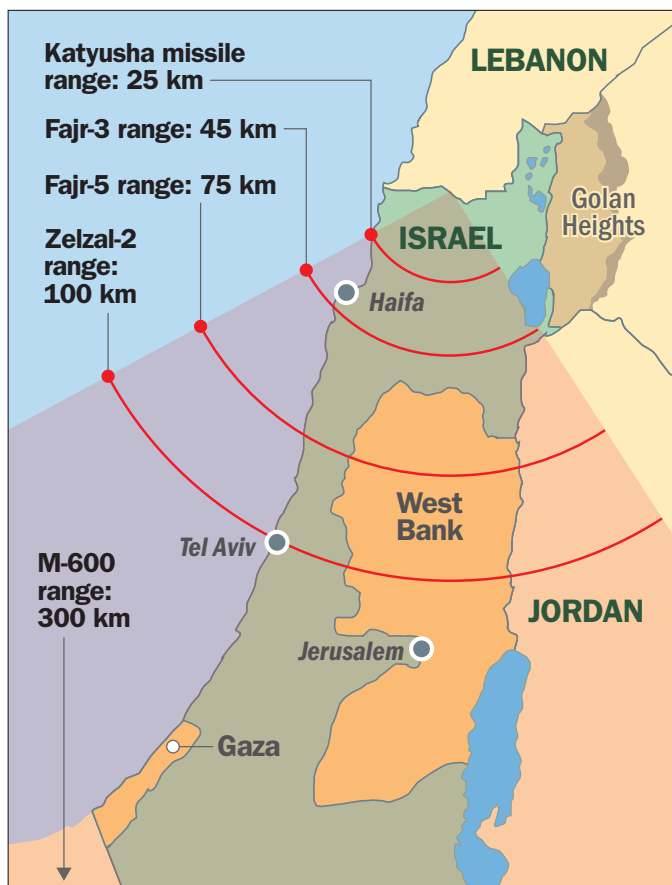 Katyusha missile
range: 25 km
Fajr-3 range: 45 km
Fajr-5 range: 75 km
Zelzal-2
range:
100 km
LEBANON
Golan
Heights
ISRAEL
Haifa
West
Bank
Tel Aviv
M-600
range:
300 km
JORDAN
Jerusalem
Gaza